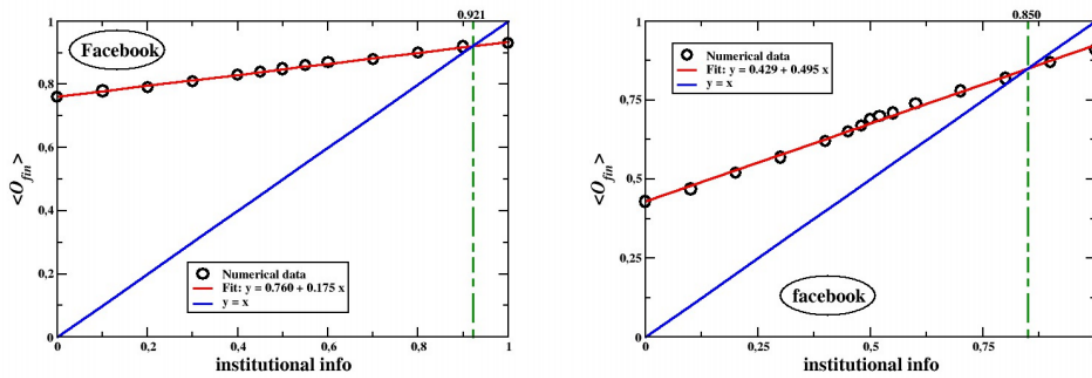 0.921
Facebook
1
0,8
0,6
0,4
0,2
0
<O_fin>
Numerical data
Fit: y = 0.760 + 0.175 x
y = x
0 0,2 0,4 0,6 0,8 1
institutional info
0.850
Numerical data
Fit: y = 0.429 + 0.495 x
y = x
1
0,75
0,5
0,25
0
<O_fin>
facebook
0 0,25 0,5 0,75
institutional info